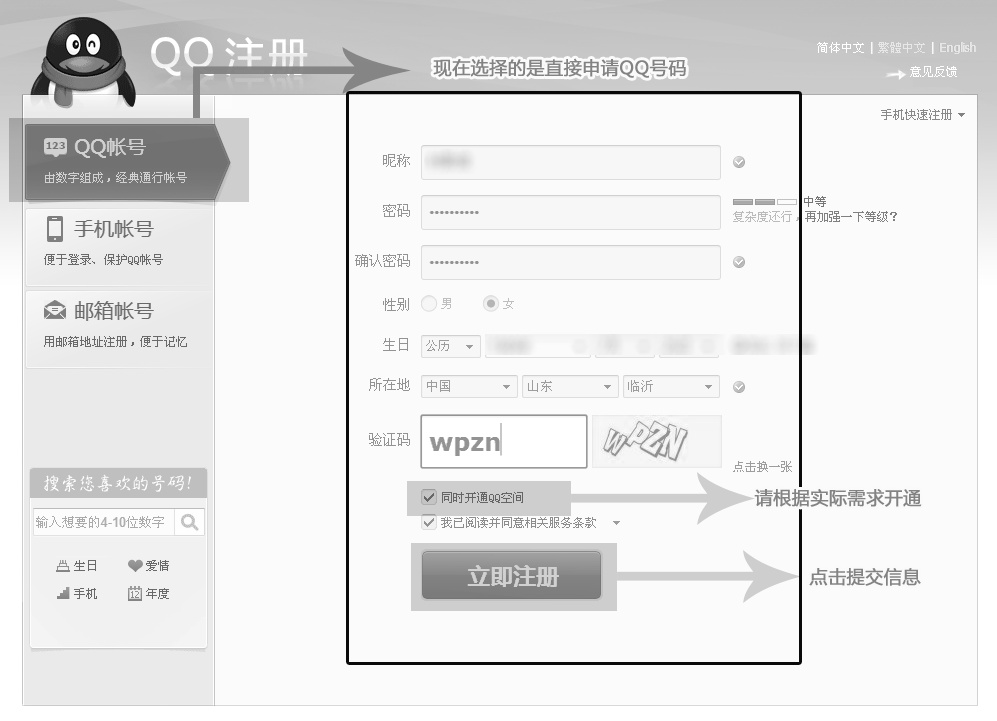 QQ 注册
现在选择的是直接申请QQ号码
简体中文 | 繁體中文 | English
意见反馈
手机快速注册
123 QQ帐号
由数字组成，经典通行帐号
手机帐号
便于登录、保护QQ帐号
邮箱帐号
用邮箱地址注册，便于记忆
搜索您喜欢的号码!
输入想要的4-10位数字
生日 爱情
手机 12 年度
昵称
密码 ••••••••••
中等
复杂度还行，再加强一下等级？
确认密码 ••••••••••
性别 男 女
生日 公历
所在地 中国 山东 临沂
验证码 wpzn WPZN
点击换一张
同时开通QQ空间
请根据实际需求开通
我已阅读并同意相关服务条款
立即注册
点击提交信息